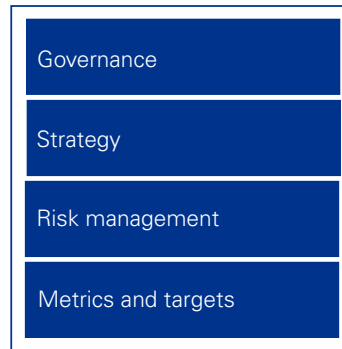 Governance
Strategy
Risk management
Metrics and targets